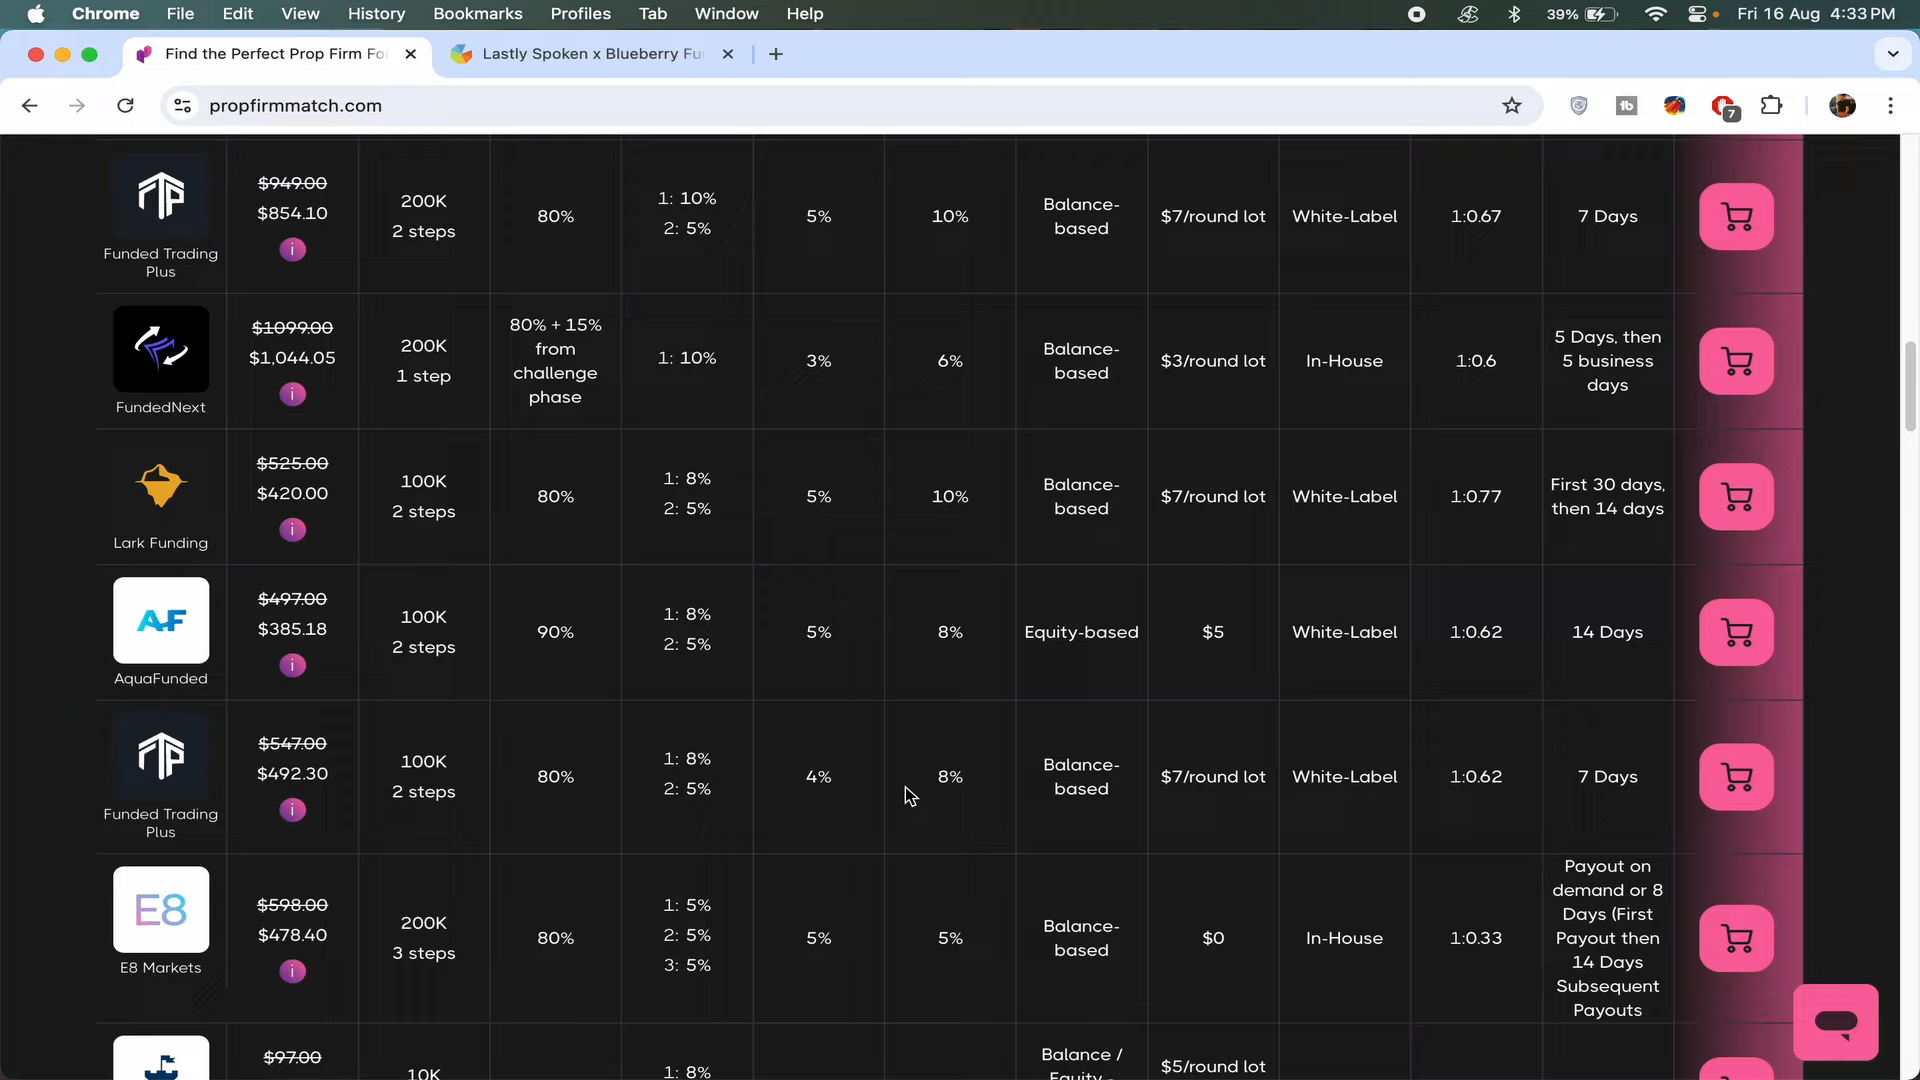 Chrome File Edit View History Bookmarks Profiles Tab Window Help 39% Fri 16 Aug 4:33 PM
Find the Perfect Prop Firm Fo Lastly Spoken x Blueberry Fu
propfirmmatch.com 7
$949.00
$854.10
i
Funded Trading
Plus
200K
2 steps
80%
1: 10%
2: 5%
5%
10%
Balance-
based
$7/round lot
White-Label
1:0.67
7 Days
$1099.00
$1,044.05
i
FundedNext
200K
1 step
80% + 15%
from
challenge
phase
1: 10%
3%
6%
Balance-
based
$3/round lot
In-House
1:0.6
5 Days, then
5 business
days
$525.00
$420.00
i
Lark Funding
100K
2 steps
80%
1: 8%
2: 5%
5%
10%
Balance-
based
$7/round lot
White-Label
1:0.77
First 30 days,
then 14 days
AF
$497.00
$385.18
i
AquaFunded
100K
2 steps
90%
1: 8%
2: 5%
5%
8%
Equity-based
$5
White-Label
1:0.62
14 Days
$547.00
$492.30
i
Funded Trading
Plus
100K
2 steps
80%
1: 8%
2: 5%
4%
8%
Balance-
based
$7/round lot
White-Label
1:0.62
7 Days
E8
$598.00
$478.40
i
E8 Markets
200K
3 steps
80%
1: 5%
2: 5%
3: 5%
5%
5%
Balance-
based
$0
In-House
1:0.33
Payout on
demand or 8
Days (First
Payout then
14 Days
Subsequent
Payouts
$97.00
10K
1: 8%
Balance /
Equity -
$5/round lot